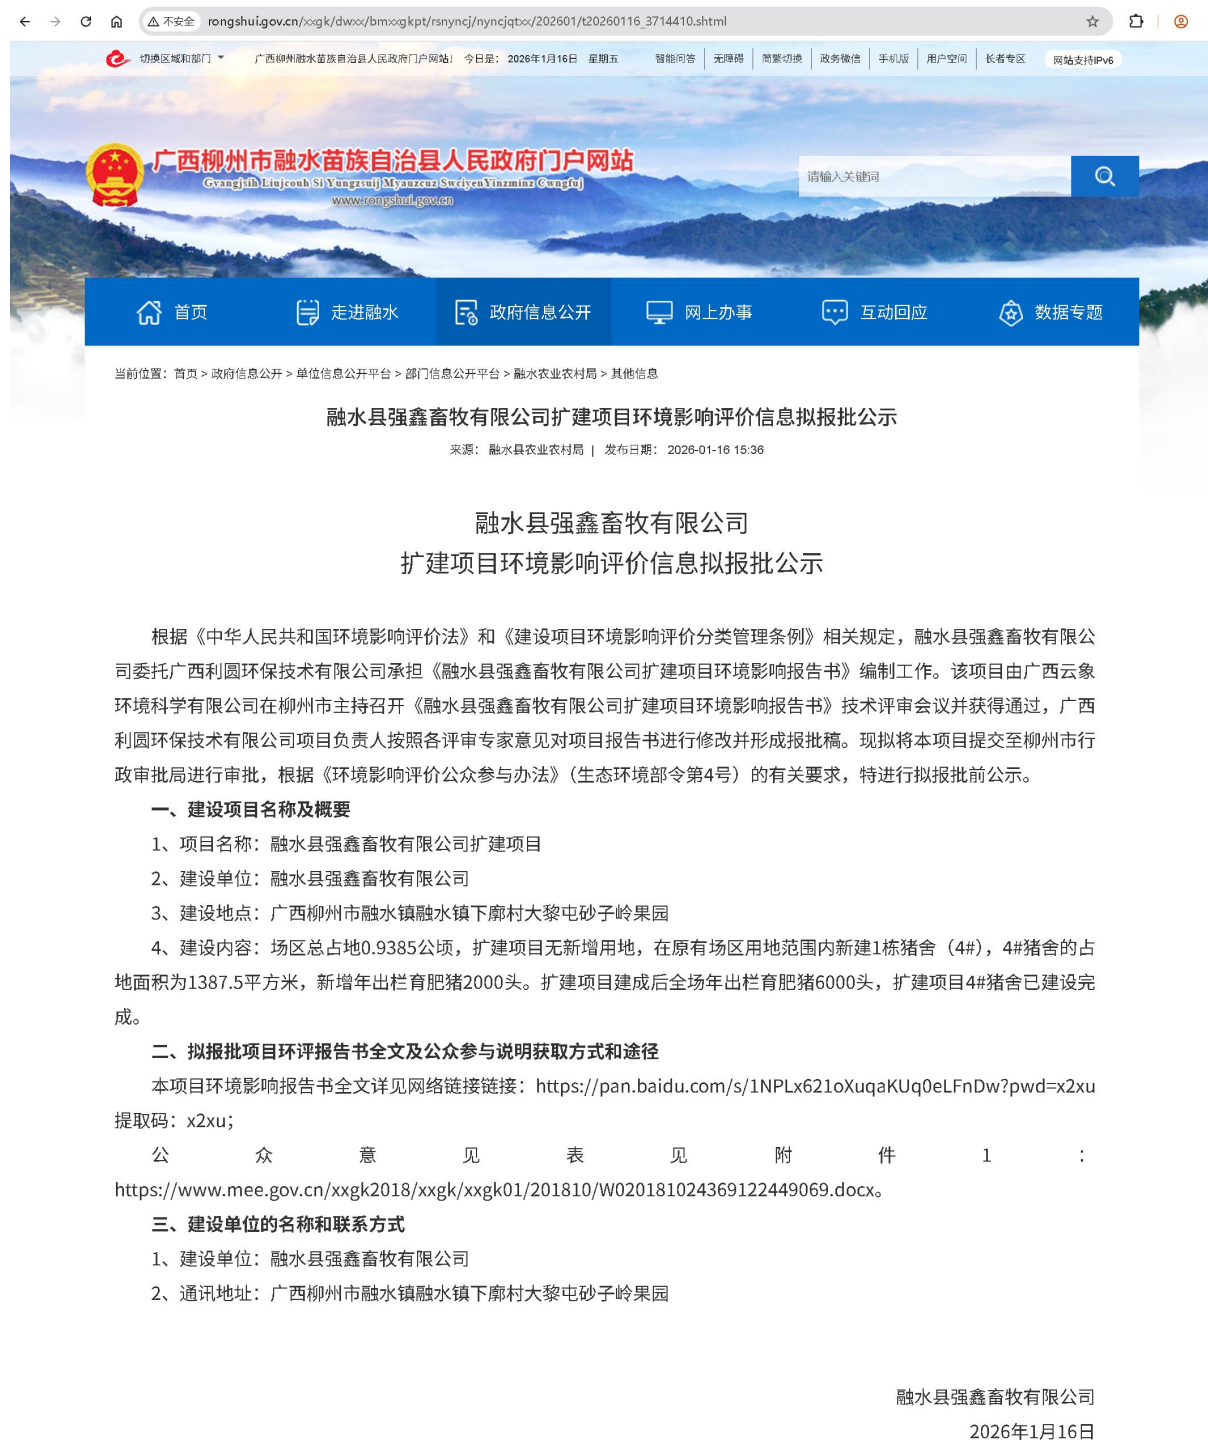 不安全 rongshui.gov.cn/xxgk/dwxx/bmxxgkpt/rsnyncj/nyncjqtxx/202601/t20260116_3714410.shtml
切换区域和部门 广西柳州融水苗族自治县人民政府门户网站! 今日是: 2026年1月16日 星期五 智能问答 无障碍 简繁切换 政务微信 手机版 用户空间 长者专区 网站支持IPv6
广西柳州市融水苗族自治县人民政府门户网站
Gvangjsih Liujcouh Si Yungzsuij Myauzcuz Swciyen Yinzminz Cwngfuj
www.rongshui.gov.cn
请输入关键词
首页 走进融水 政府信息公开 网上办事 互动回应 数据专题
当前位置：首页 > 政府信息公开 > 单位信息公开平台 > 部门信息公开平台 > 融水农业农村局 > 其他信息
融水县强鑫畜牧有限公司扩建项目环境影响评价信息拟报批公示
来源： 融水县农业农村局 | 发布日期： 2026-01-16 15:36
融水县强鑫畜牧有限公司
扩建项目环境影响评价信息拟报批公示
根据《中华人民共和国环境影响评价法》和《建设项目环境影响评价分类管理条例》相关规定，融水县强鑫畜牧有限公
司委托广西利圆环保技术有限公司承担《融水县强鑫畜牧有限公司扩建项目环境影响报告书》编制工作。该项目由广西云象
环境科学有限公司在柳州市主持召开《融水县强鑫畜牧有限公司扩建项目环境影响报告书》技术评审会议并获得通过，广西
利圆环保技术有限公司项目负责人按照各评审专家意见对项目报告书进行修改并形成报批稿。现拟将本项目提交至柳州市行
政审批局进行审批，根据《环境影响评价公众参与办法》（生态环境部令第4号）的有关要求，特进行拟报批前公示。
一、建设项目名称及概要
1、项目名称：融水县强鑫畜牧有限公司扩建项目
2、建设单位：融水县强鑫畜牧有限公司
3、建设地点：广西柳州市融水镇融水镇下廓村大黎屯砂子岭果园
4、建设内容：场区总占地0.9385公顷，扩建项目无新增用地，在原有场区用地范围内新建1栋猪舍（4#），4#猪舍的占
地面积为1387.5平方米，新增年出栏育肥猪2000头。扩建项目建成后全场年出栏育肥猪6000头，扩建项目4#猪舍已建设完
成。
二、拟报批项目环评报告书全文及公众参与说明获取方式和途径
本项目环境影响报告书全文详见网络链接链接：https://pan.baidu.com/s/1NPLx621oXuqaKUq0eLFnDw?pwd=x2xu
提取码：x2xu；
公众意见表见附件1：
https://www.mee.gov.cn/xxgk2018/xxgk/xxgk01/201810/W020181024369122449069.docx。
三、建设单位的名称和联系方式
1、建设单位：融水县强鑫畜牧有限公司
2、通讯地址：广西柳州市融水镇融水镇下廓村大黎屯砂子岭果园
融水县强鑫畜牧有限公司
2026年1月16日